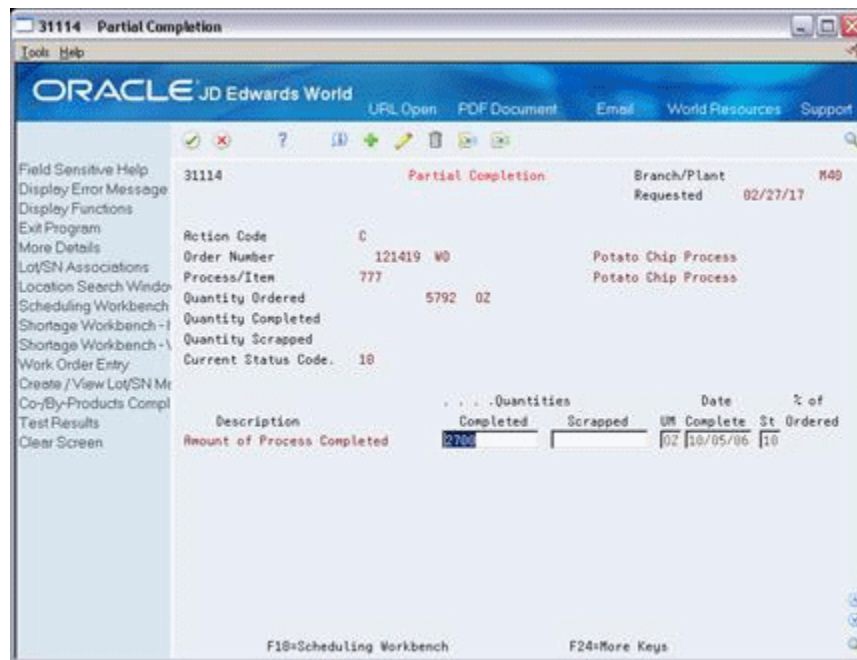 31114 Partial Completion
Tools Help
ORACLE JD Edwards World
URL Open PDF Document Email World Resources Support
?
Field Sensitive Help
Display Error Message
Display Functions
Exit Program
More Details
Lot/SN Associations
Location Search Windo
Scheduling Workbench
Shortage Workbench -
Shortage Workbench -
Work Order Entry
Create / View Lot/SN Me
Co-/By-Products Compl
Test Results
Clear Screen
31114 Partial Completion Branch/Plant M40
Requested 02/27/17
Action Code C
Order Number 121419 WO Potato Chip Process
Process/Item 777 Potato Chip Process
Quantity Ordered 5792 OZ
Quantity Completed
Quantity Scrapped
Current Status Code. 10
. . . .Quantities Date % of
Description Completed Scrapped UM Complete St Ordered
Amount of Process Completed 2700 OZ 10/05/06 10
F18=Scheduling Workbench F24=More Keys